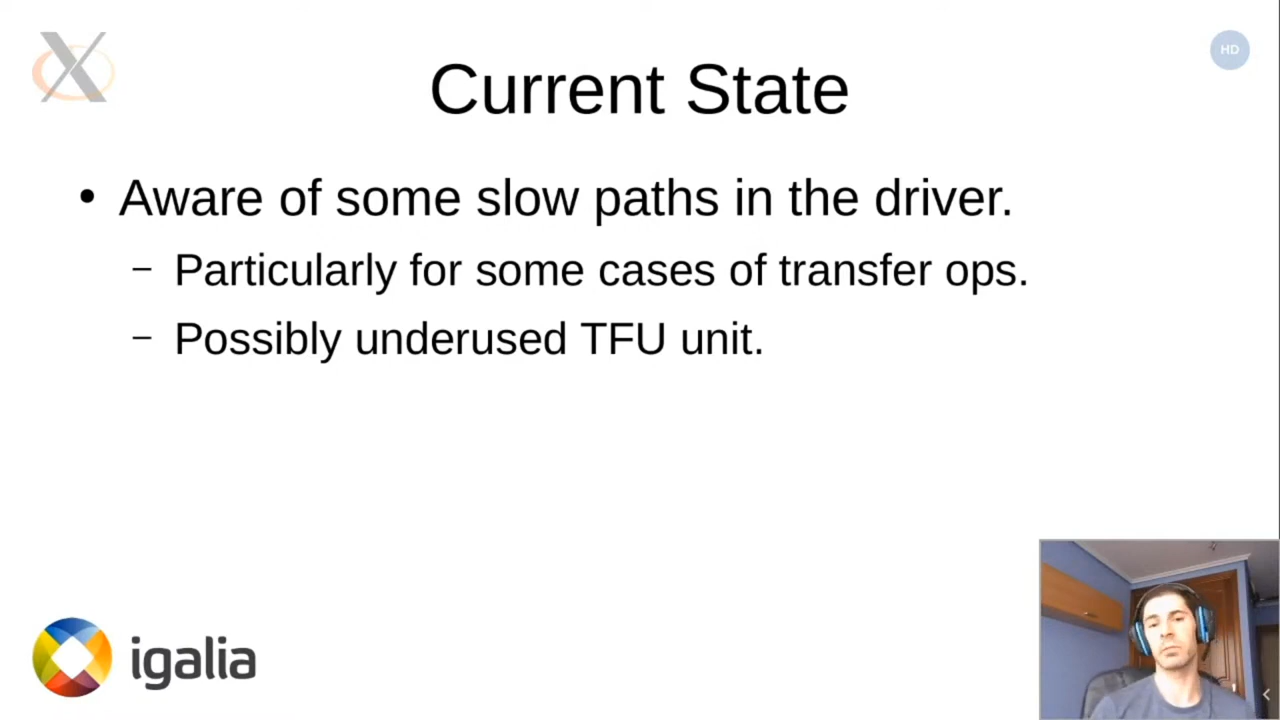 HD
Current State
• Aware of some slow paths in the driver.
– Particularly for some cases of transfer ops.
– Possibly underused TFU unit.
igalia